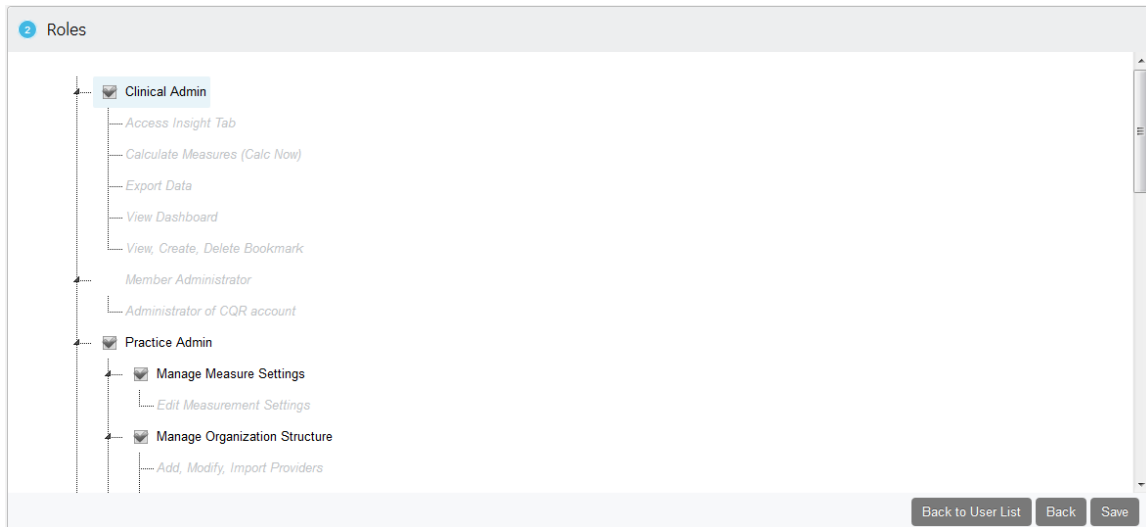 2 Roles
Clinical Admin
Access Insight Tab
Calculate Measures (Calc Now)
Export Data
View Dashboard
View, Create, Delete Bookmark
Member Administrator
Administrator of CQR account
Practice Admin
Manage Measure Settings
Edit Measurement Settings
Manage Organization Structure
Add, Modify, Import Providers
Back to User List Back Save